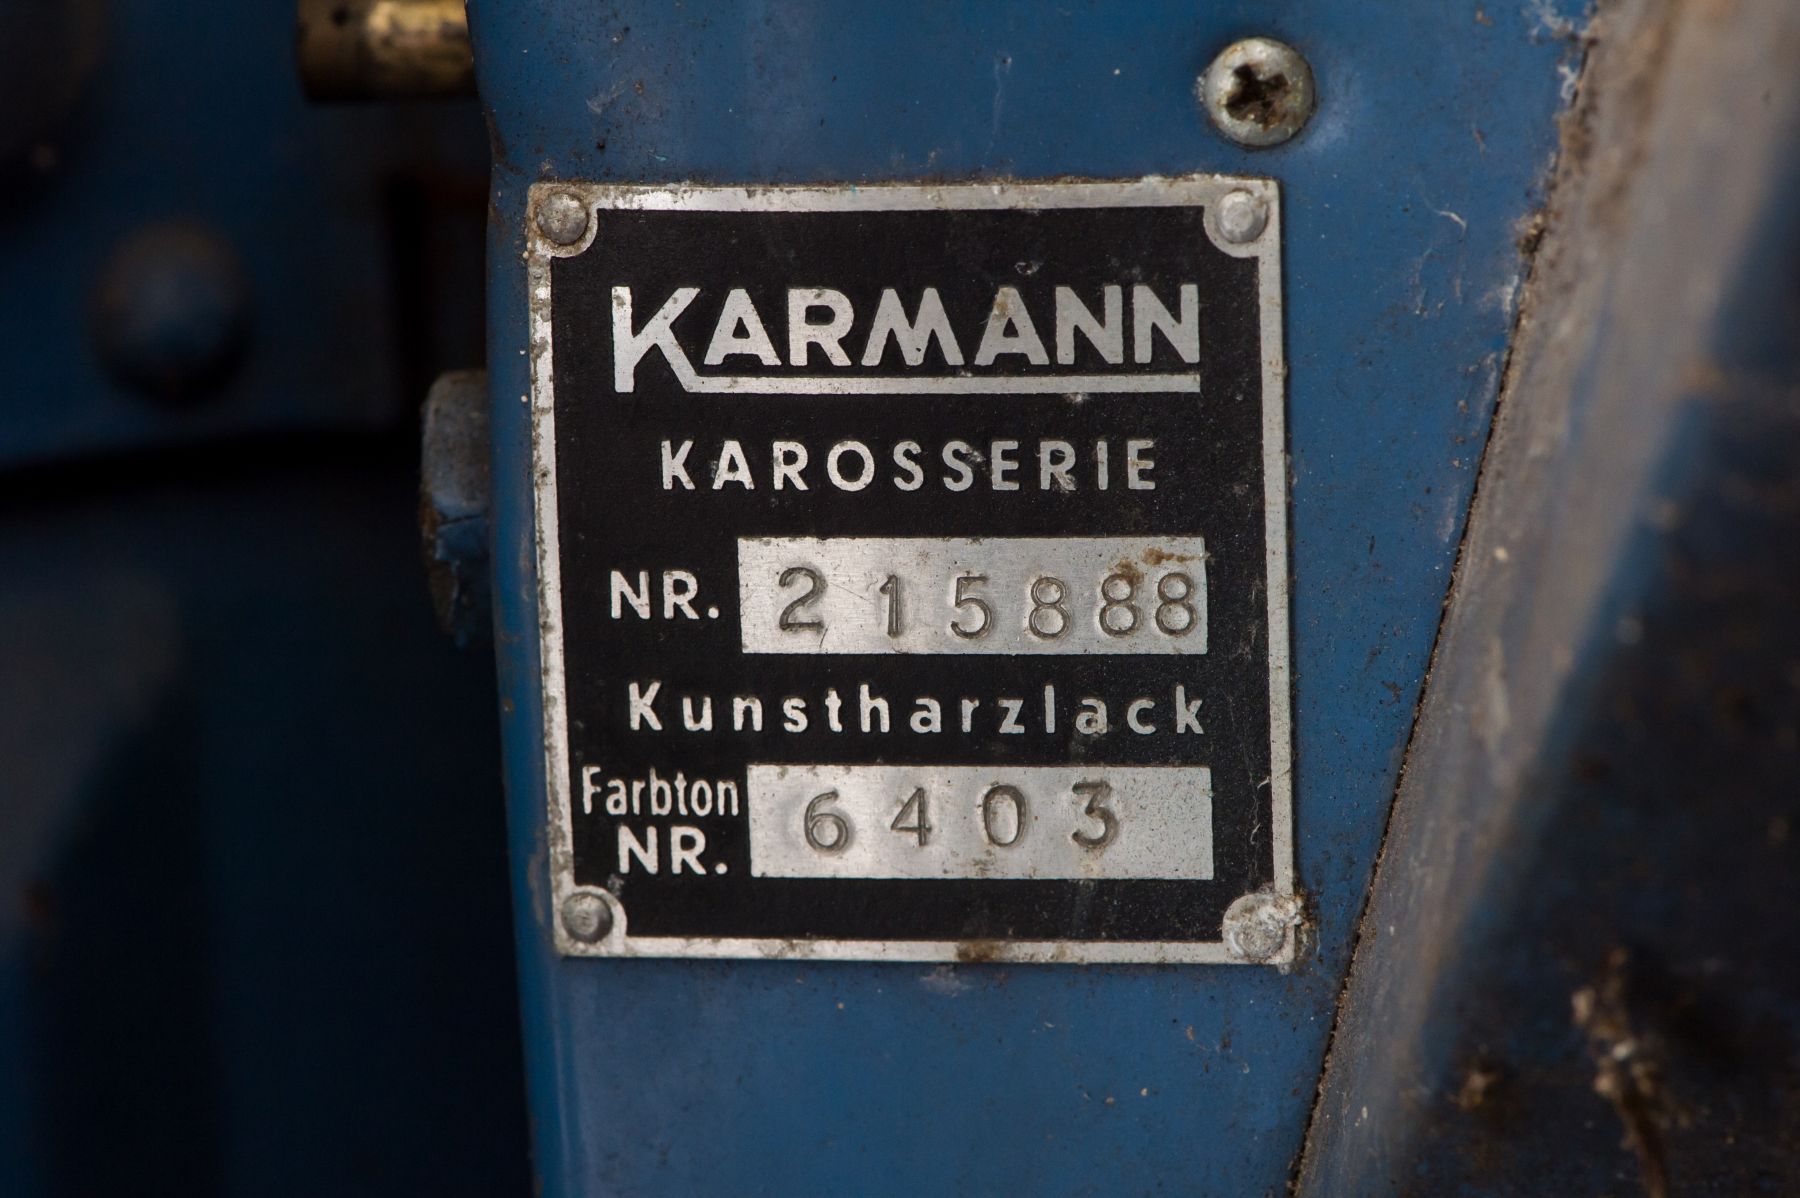 KARMANN
KAROSSERIE
NR. 215888
Kunstharzlack
Farbton
NR. 6403